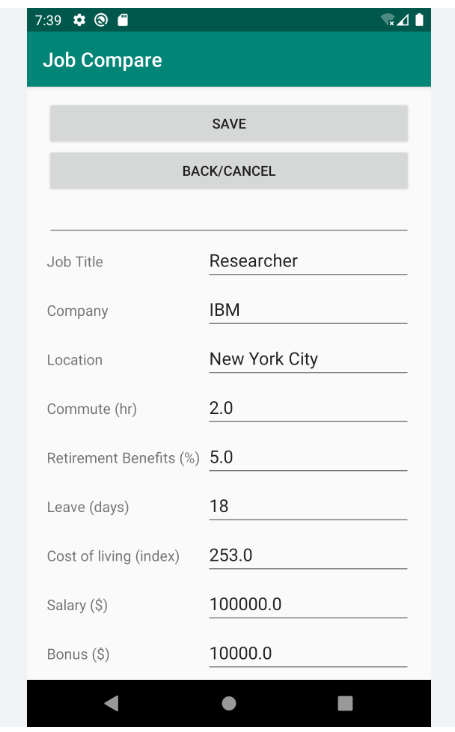 7:39
Job Compare
SAVE
BACK/CANCEL
Job Title Researcher
Company IBM
Location New York City
Commute (hr) 2.0
Retirement Benefits (%) 5.0
Leave (days) 18
Cost of living (index) 253.0
Salary ($) 100000.0
Bonus ($) 10000.0